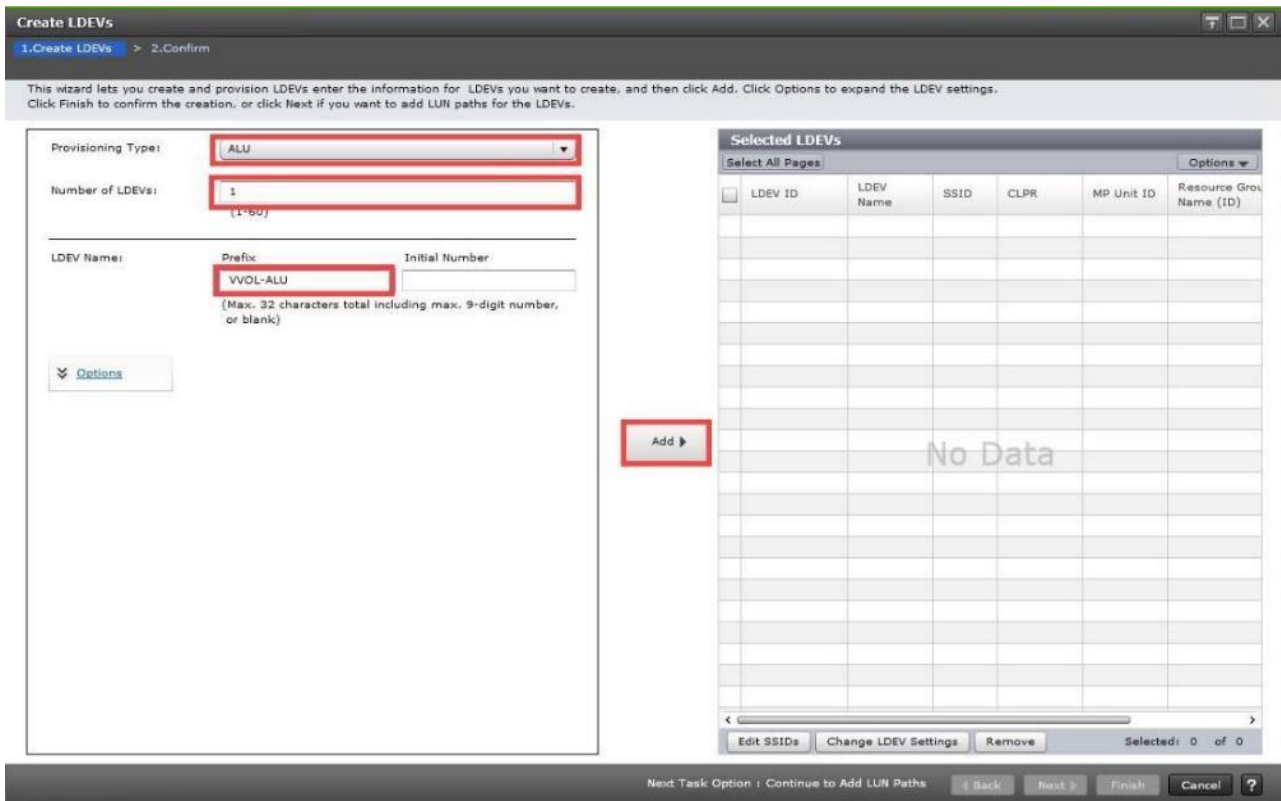 Create LDEVs
1.Create LDEVs > 2.Confirm
This wizard lets you create and provision LDEVs enter the information for LDEVs you want to create, and then click Add. Click Options to expand the LDEV settings.
Click Finish to confirm the creation, or click Next if you want to add LUN paths for the LDEVs.
Provisioning Type: ALU
Number of LDEVs: 1
(1-60)
LDEV Name: Prefix Initial Number
VVOL-ALU
(Max. 32 characters total including max. 9-digit number,
or blank)
Options
Add
Selected LDEVs
Select All Pages Options
LDEV ID LDEV Name SSID CLPR MP Unit ID Resource Grou Name (ID)
No Data
Edit SSIDs Change LDEV Settings Remove Selected: 0 of 0
Next Task Option : Continue to Add LUN Paths Back Next Finish Cancel ?